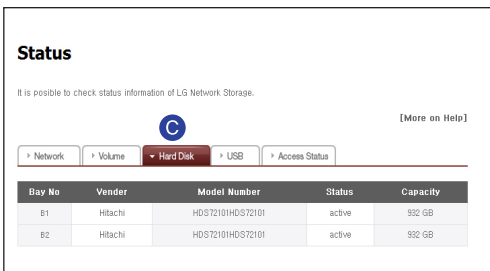 Status
It is posible to check status information of LG Network Storage.
C
[More on Help]
Network Volume Hard Disk USB Access Status
Bay No Vender Model Number Status Capacity
B1 Hitachi HDS72101HDS72101 active 932 GB
B2 Hitachi HDS72101HDS72101 active 932 GB